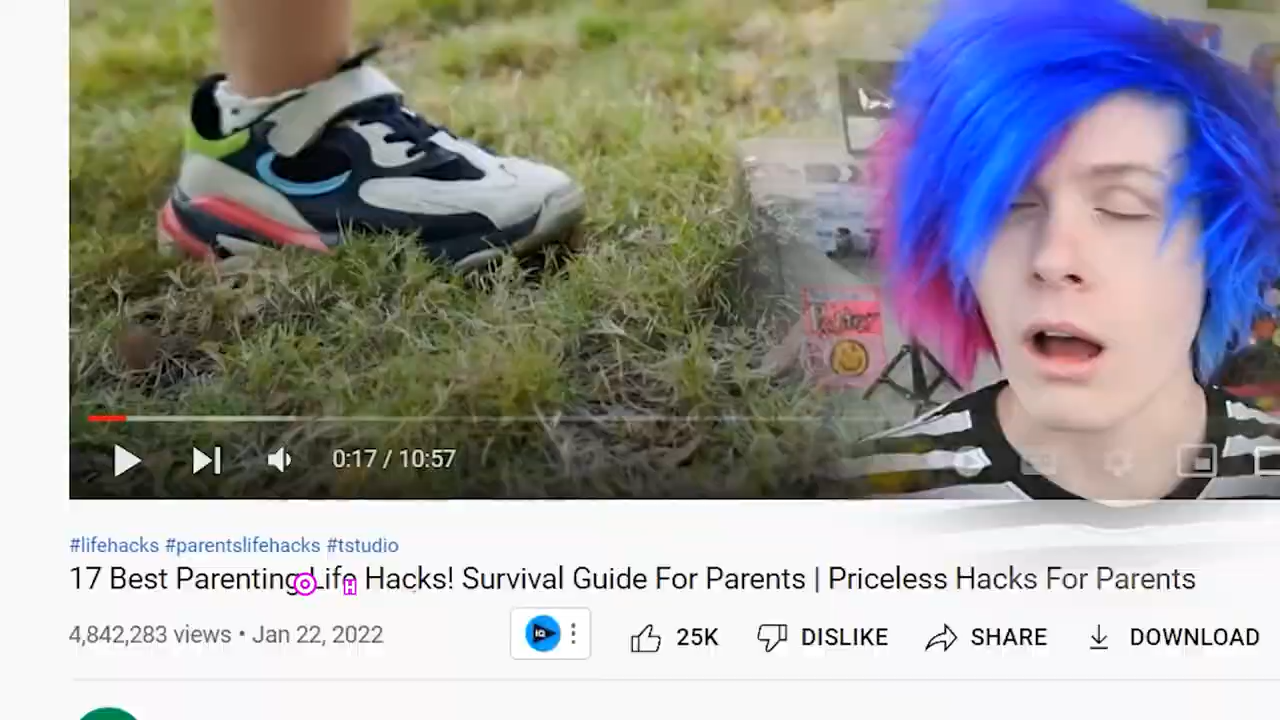 0:17 / 10:57
#lifehacks #parentslifehacks #tstudio
17 Best Parenting Life Hacks! Survival Guide For Parents | Priceless Hacks For Parents
4,842,283 views • Jan 22, 2022
25K DISLIKE SHARE DOWNLOAD